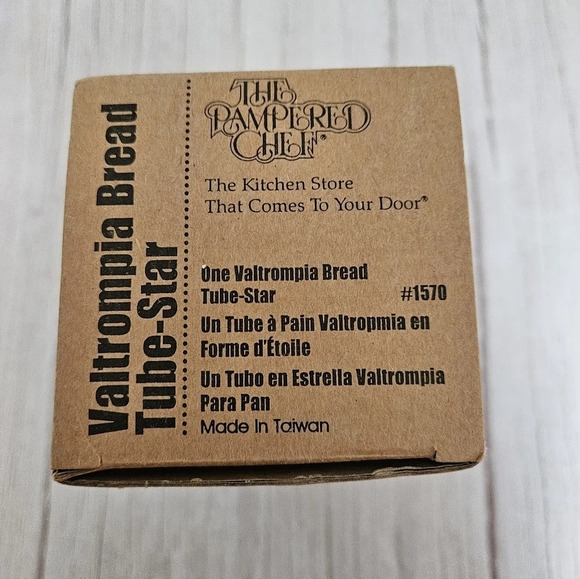 Valtrompia Bread
Tube-Star
THE
PAMPERED
CHEF®
The Kitchen Store
That Comes To Your Door®
One Valtrompia Bread
Tube-Star #1570
Un Tube à Pain Valtropmia en
Forme d'Étoile
Un Tubo en Estrella Valtrompia
Para Pan
Made In Taiwan